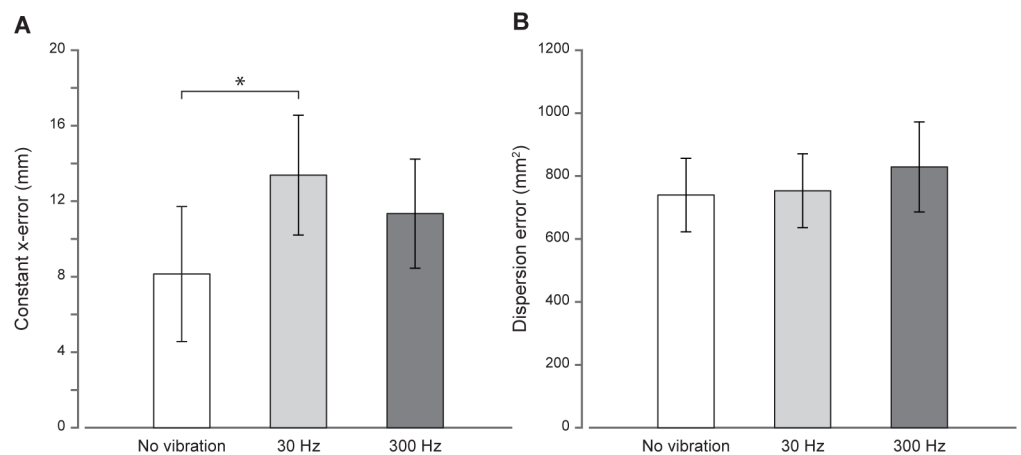 A
Constant x-error (mm)
20
16
12
8
4
0
*
No vibration 30 Hz 300 Hz
B
Dispersion error (mm²)
1200
1000
800
600
400
200
0
No vibration 30 Hz 300 Hz